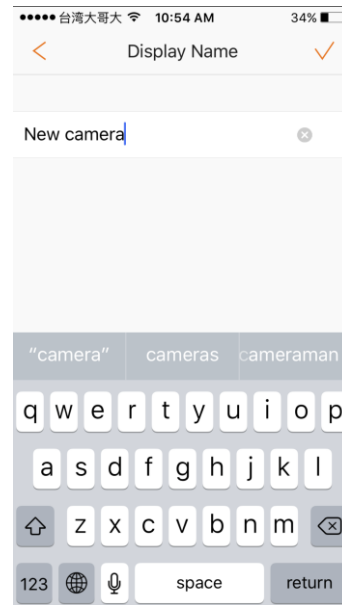 台湾大哥大 10:54 AM 34%
Display Name
New camera
"camera" cameras cameraman
q w e r t y u i o p
a s d f g h j k l
z x c v b n m
123 space return